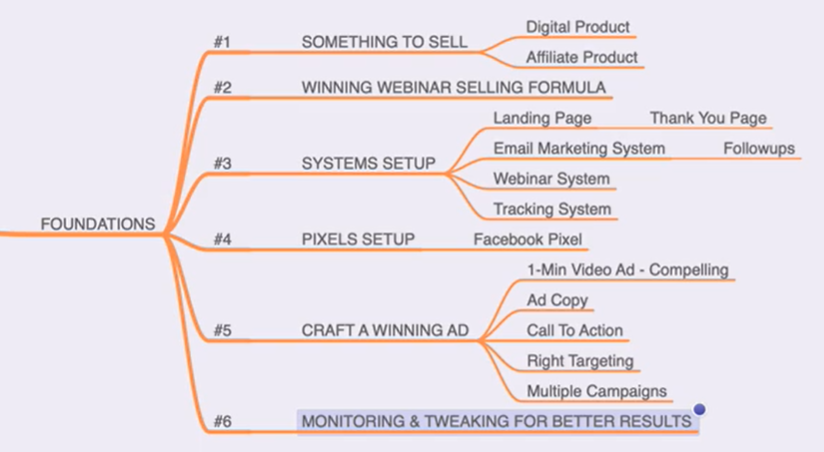 FOUNDATIONS
#1 SOMETHING TO SELL
Digital Product
Affiliate Product
#2 WINNING WEBINAR SELLING FORMULA
#3 SYSTEMS SETUP
Landing Page Thank You Page
Email Marketing System Followups
Webinar System
Tracking System
#4 PIXELS SETUP Facebook Pixel
#5 CRAFT A WINNING AD
1-Min Video Ad - Compelling
Ad Copy
Call To Action
Right Targeting
Multiple Campaigns
#6 MONITORING & TWEAKING FOR BETTER RESULTS